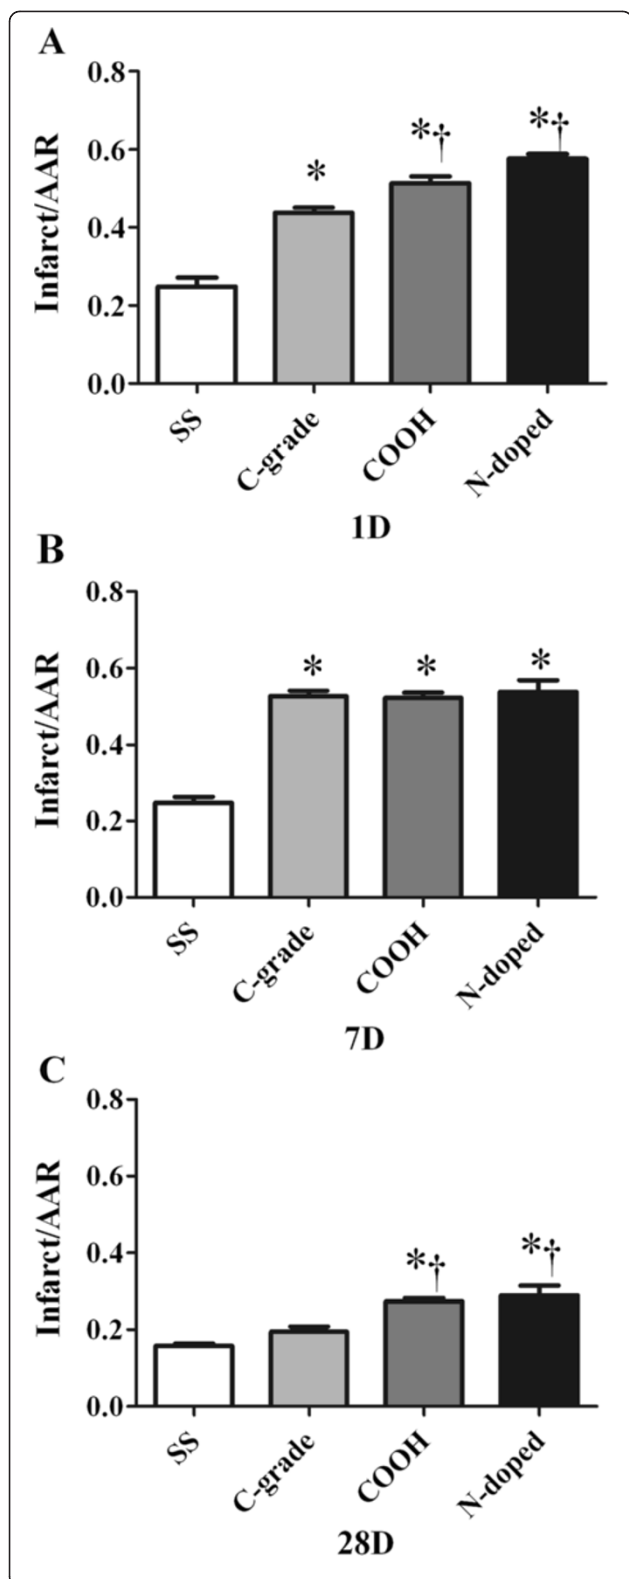 A
0.8
*† 
*†
0.6
*
Infarct/AAR
0.4
0.2
0.0
SS
C-grade
COOH
N-doped
1D
B
0.8
* * *
0.6
Infarct/AAR
0.4
0.2
0.0
SS
C-grade
COOH
N-doped
7D
C
0.8
0.6
Infarct/AAR
0.4
*†
*†
0.2
0.0
SS
C-grade
COOH
N-doped
28D